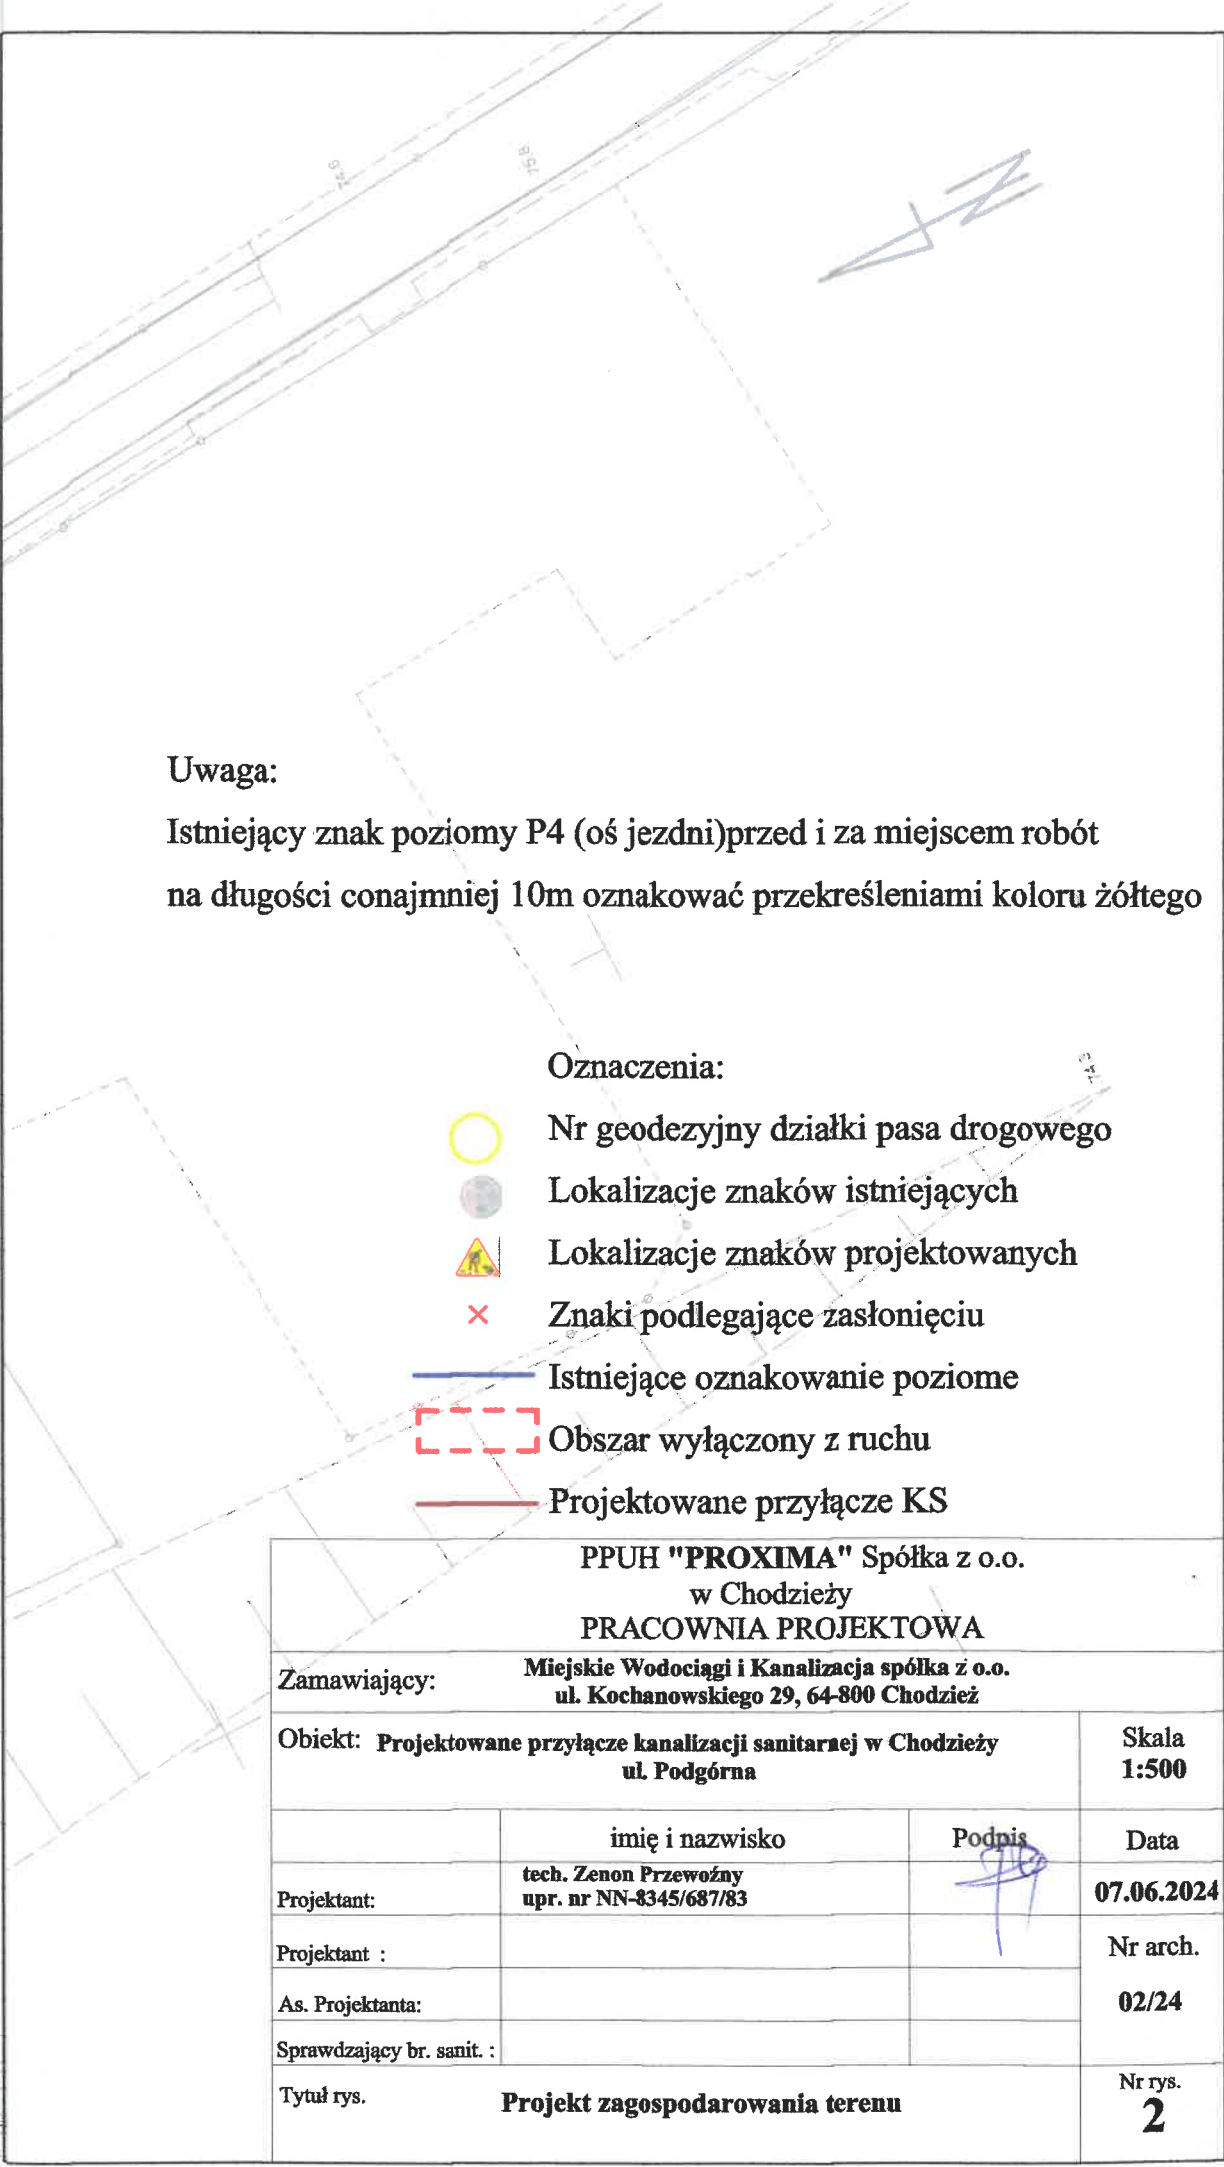 74.6
75.8
N
Uwaga:
Istniejący znak poziomy P4 (oś jezdni)przed i za miejscem robót
na długości conajmniej 10m oznakować przekreśleniami koloru żółtego
Oznaczenia:
74.3
Nr geodezyjny działki pasa drogowego
Lokalizacje znaków istniejących
Lokalizacje znaków projektowanych
Znaki podlegające zasłonięciu
Istniejące oznakowanie poziome
Obszar wyłączony z ruchu
Projektowane przyłącze KS
PPUH "PROXIMA" Spółka z o.o.
w Chodzieży
PRACOWNIA PROJEKTOWA
Zamawiający:
Miejskie Wodociągi i Kanalizacja spółka z o.o.
ul. Kochanowskiego 29, 64-800 Chodzież
Obiekt: Projektowane przyłącze kanalizacji sanitarnej w Chodzieży
ul. Podgórna
Skala
1:500
imię i nazwisko
Podpis
Data
Projektant:
tech. Zenon Przewoźny
upr. nr NN-8345/687/83
07.06.2024
Projektant :
Nr arch.
As. Projektanta:
02/24
Sprawdzający br. sanit. :
Tytuł rys.
Projekt zagospodarowania terenu
Nr rys.
2